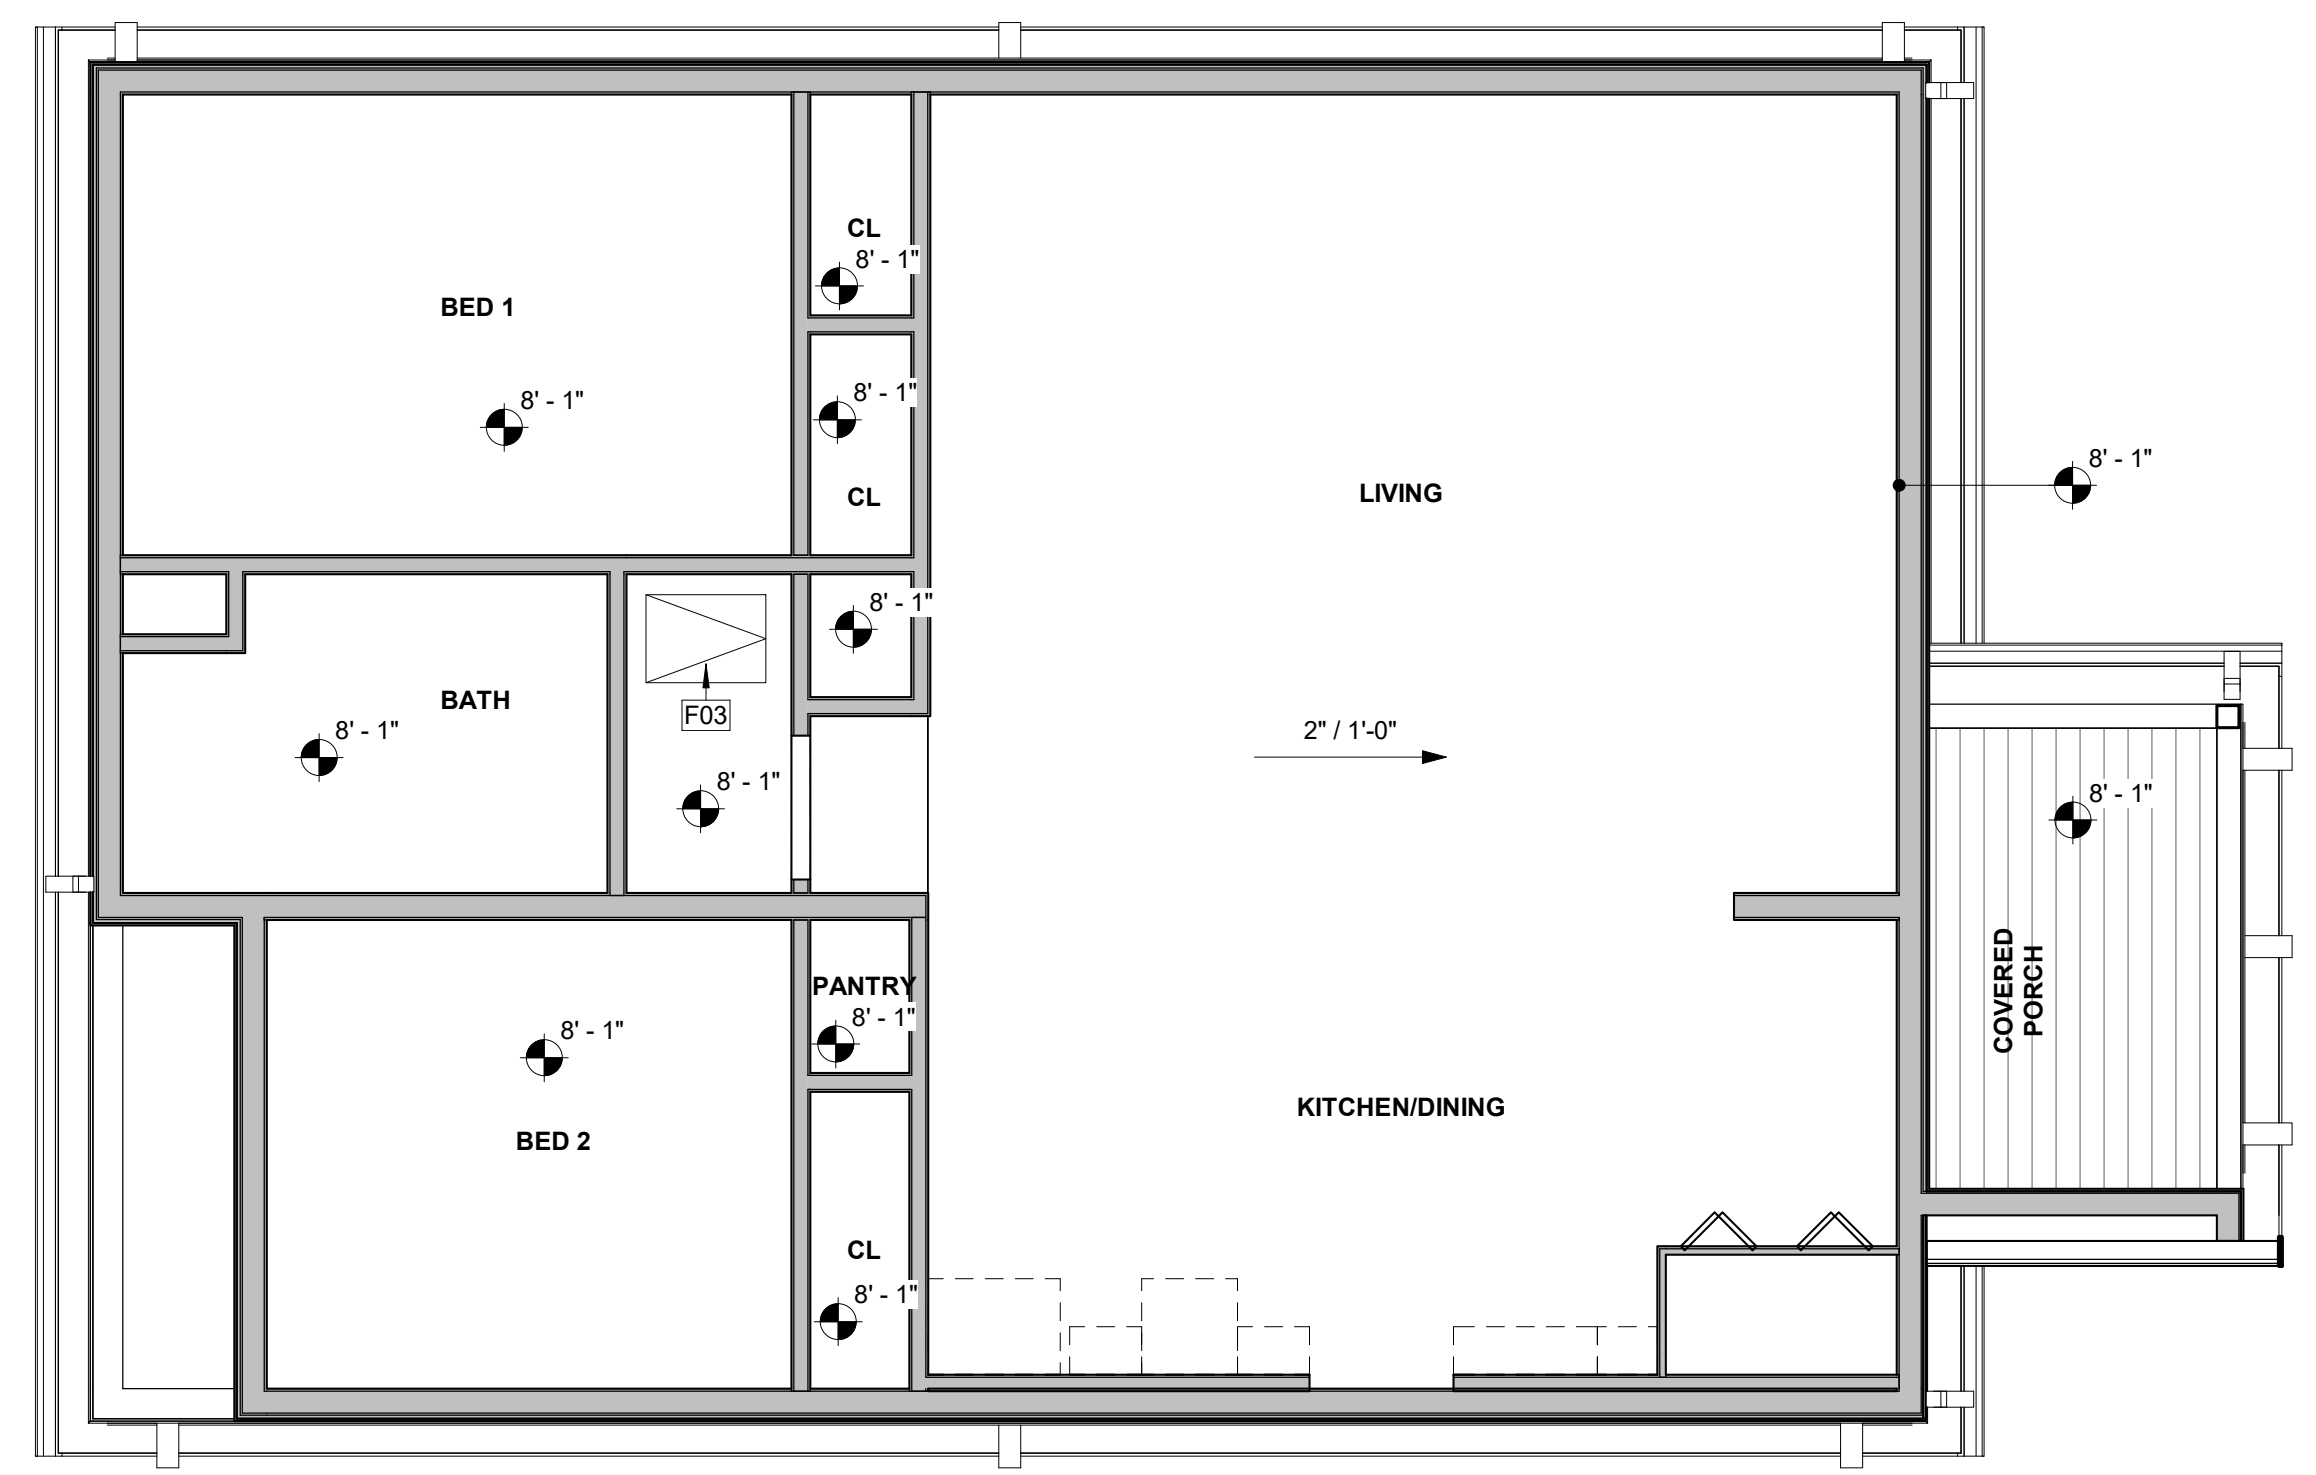 CL
8' - 1"
BED 1
8' - 1"
8' - 1"
CL
8' - 1"
LIVING
8' - 1"
BATH
8' - 1"
F03
8' - 1"
2" / 1'-0"
8' - 1"
8' - 1"
COVERED
PORCH
PANTRY
8' - 1"
8' - 1"
BED 2
KITCHEN/DINING
CL
8' - 1"